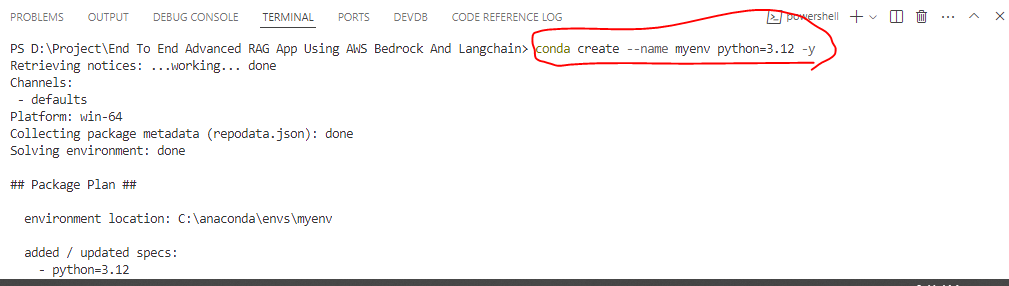 PROBLEMS OUTPUT DEBUG CONSOLE TERMINAL PORTS DEVDB CODE REFERENCE LOG powershell
PS D:\Project\End To End Advanced RAG App Using AWS Bedrock And Langchain> conda create --name myenv python=3.12 -y
Retrieving notices: ...working... done
Channels:
- defaults
Platform: win-64
Collecting package metadata (repodata.json): done
Solving environment: done
## Package Plan ##
environment location: C:\anaconda\envs\myenv
added / updated specs:
- python=3.12